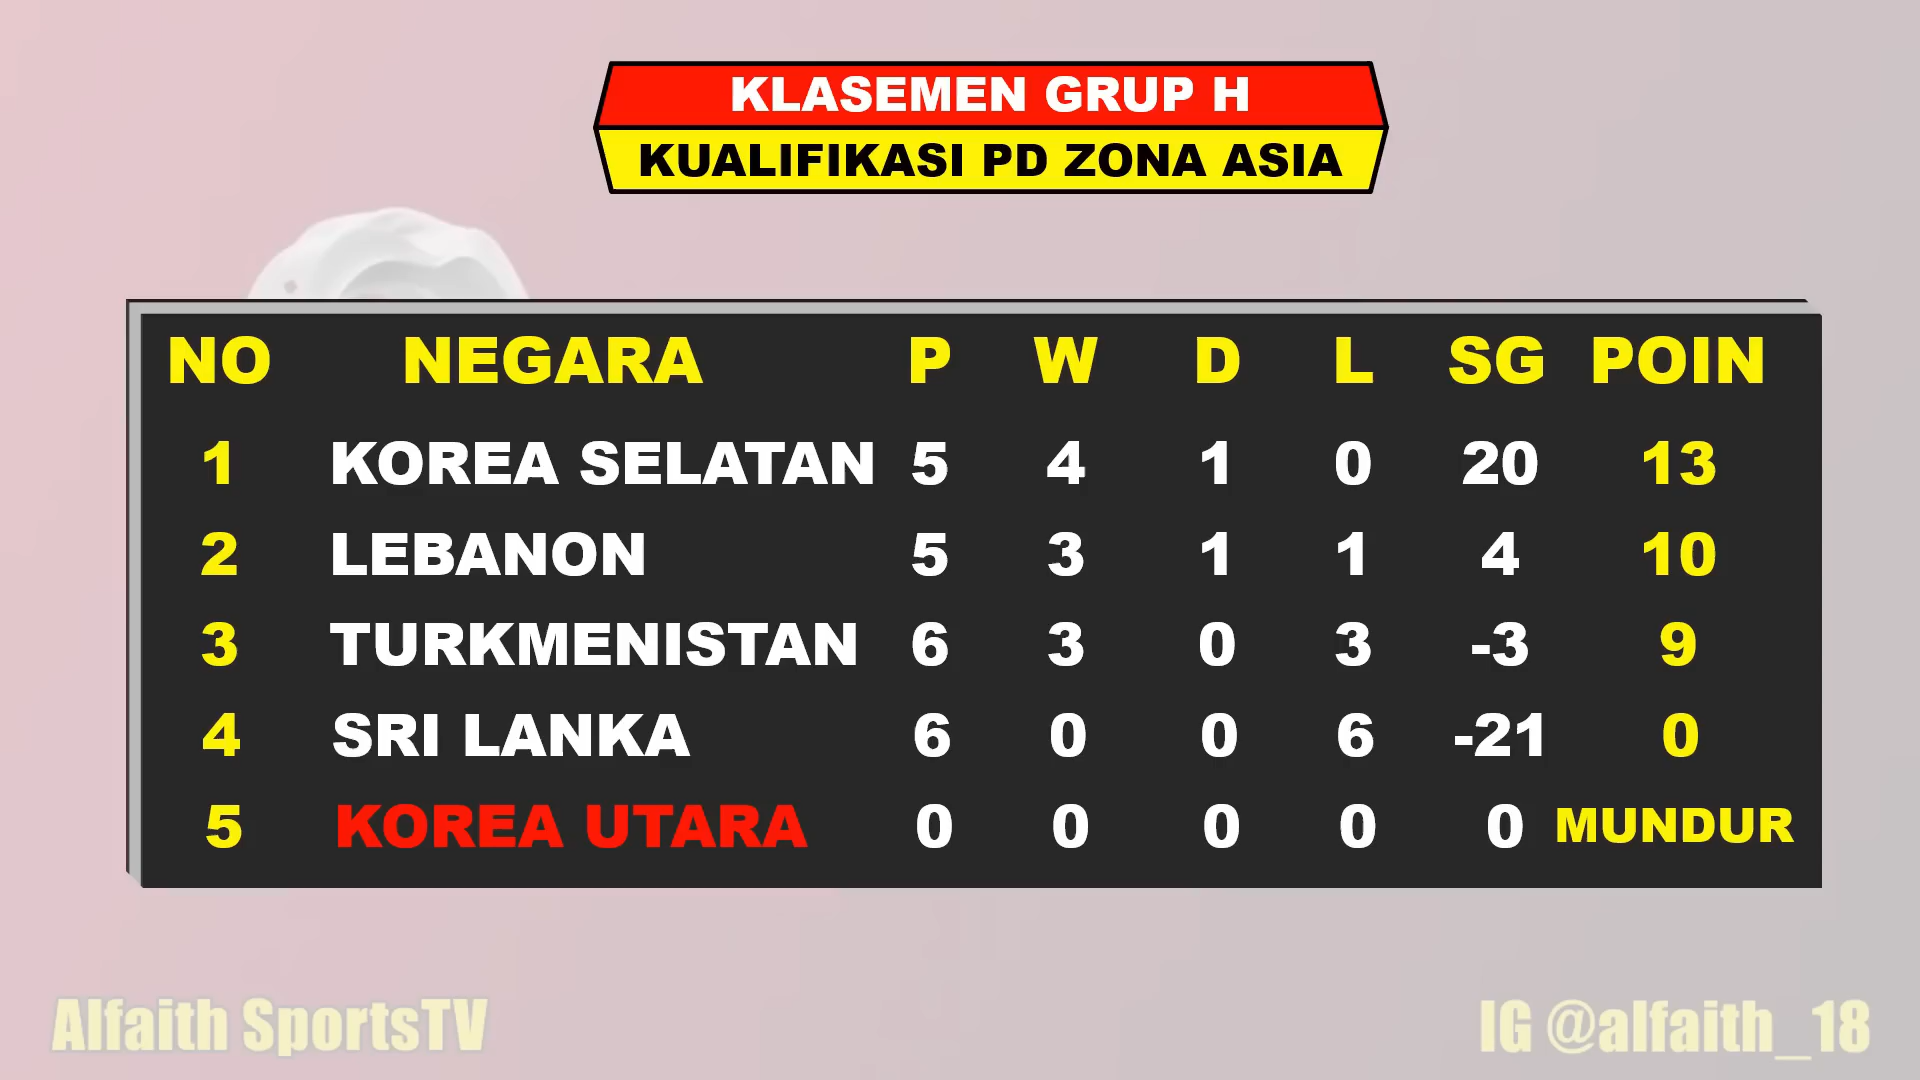 KLASEMEN GRUP H
KUALIFIKASI PD ZONA ASIA
NO NEGARA P W D L SG POIN
1 KOREA SELATAN 5 4 1 0 20 13
2 LEBANON 5 3 1 1 4 10
3 TURKMENISTAN 6 3 0 3 -3 9
4 SRI LANKA 6 0 0 6 -21 0
5 KOREA UTARA 0 0 0 0 0 MUNDUR
Alfaith SportsTV IG @alfaith_18